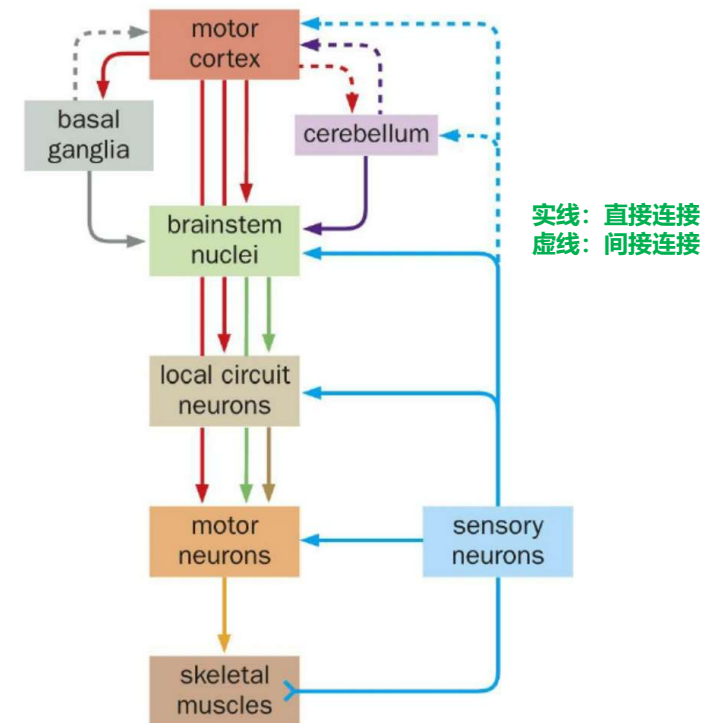 motor
cortex
basal
ganglia
cerebellum
brainstem
nuclei
实线：直接连接
虚线：间接连接
local circuit
neurons
motor
neurons
sensory
neurons
skeletal
muscles